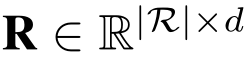 𝐑 ∈ ℝ^{|ℛ|×d}